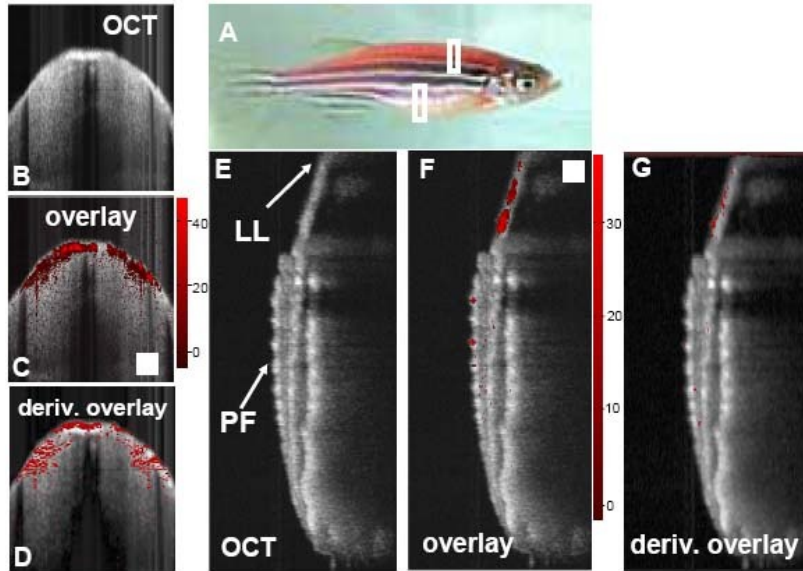 OCT
B
overlay
40
20
0
C
deriv. overlay
D
A
E
LL
PF
OCT
F
overlay
30
20
10
0
G
deriv. overlay